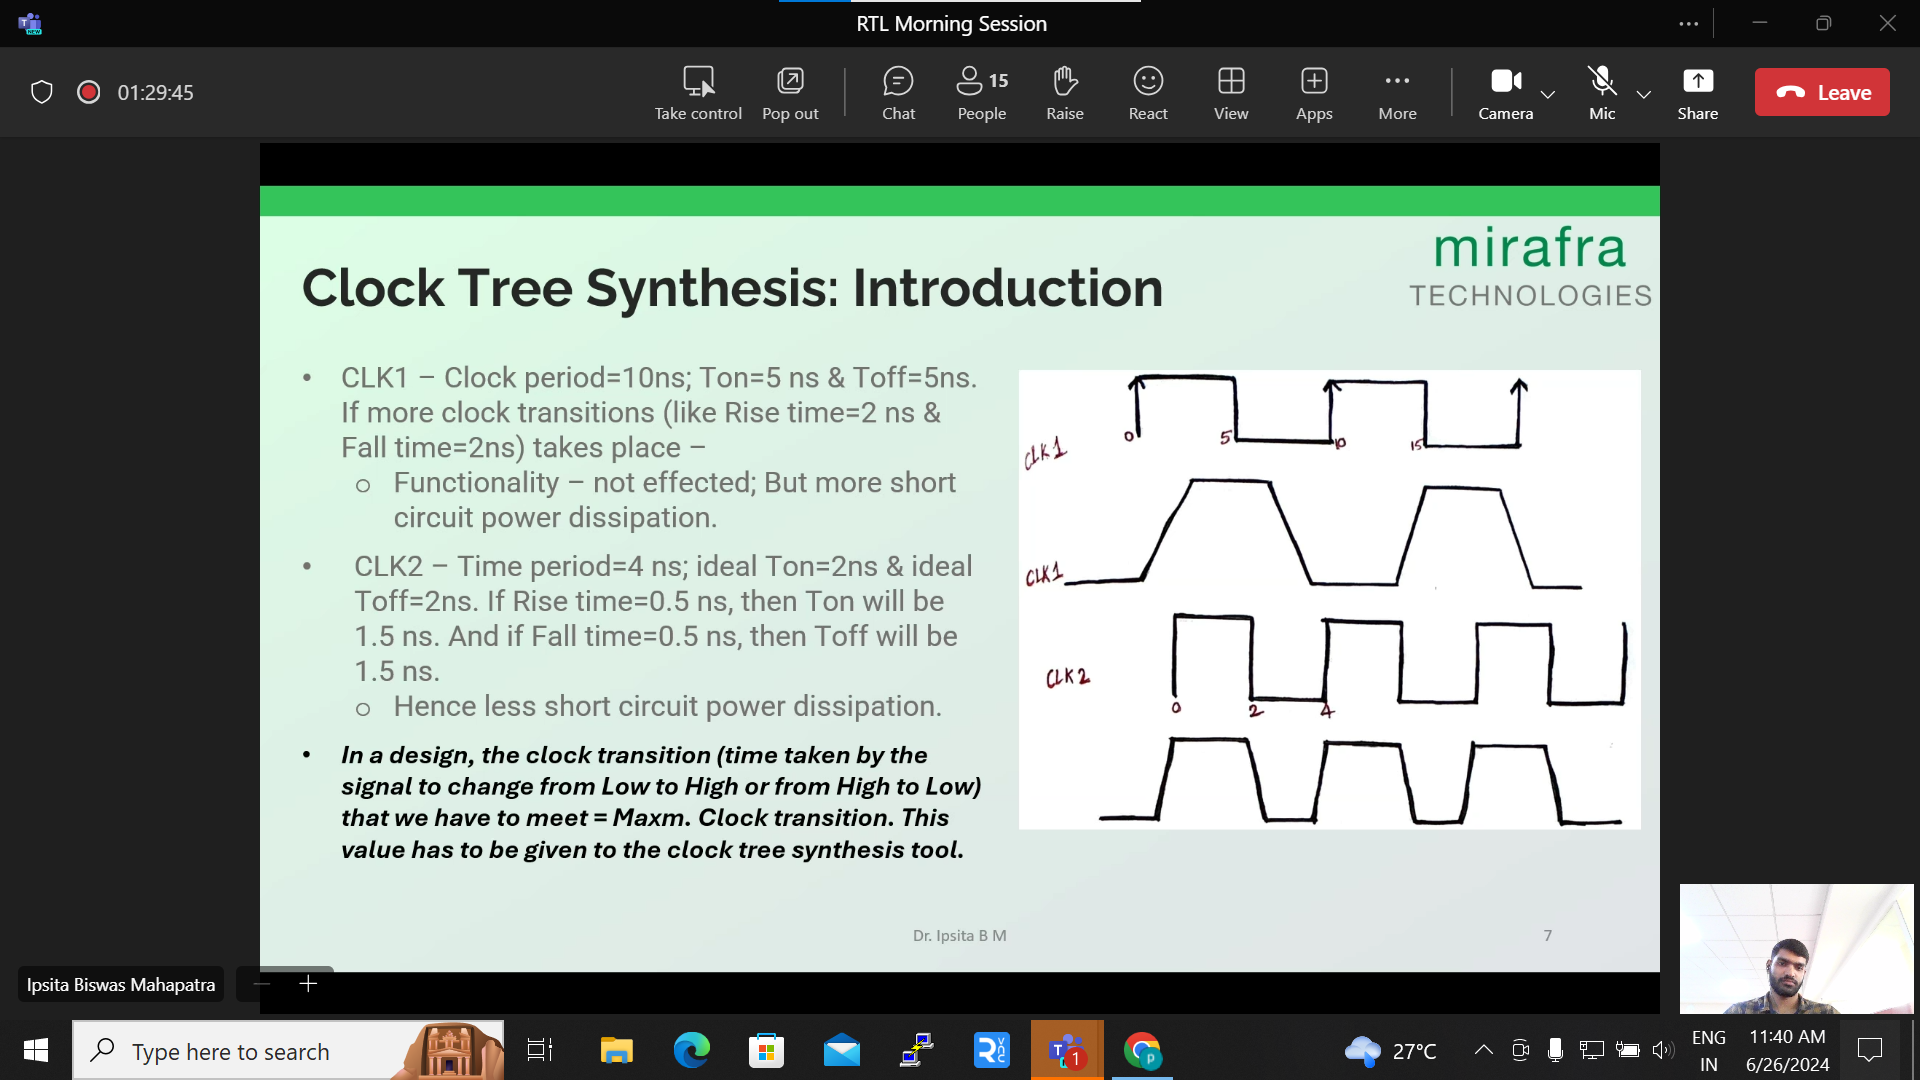 RTL Morning Session
01:29:45
Take control
Pop out
Chat
15
People
Raise
React
View
Apps
More
Camera
Mic
Share
Leave
mirafra
TECHNOLOGIES
Clock Tree Synthesis: Introduction
• CLK1 – Clock period=10ns; Ton=5 ns & Toff=5ns.
If more clock transitions (like Rise time=2 ns &
Fall time=2ns) takes place –
o Functionality – not effected; But more short
circuit power dissipation.
• CLK2 – Time period=4 ns; ideal Ton=2ns & ideal
Toff=2ns. If Rise time=0.5 ns, then Ton will be
1.5 ns. And if Fall time=0.5 ns, then Toff will be
1.5 ns.
o Hence less short circuit power dissipation.
• In a design, the clock transition (time taken by the
signal to change from Low to High or from High to Low)
that we have to meet = Maxm. Clock transition. This
value has to be given to the clock tree synthesis tool.
CLK1
0 5 10 15
CLK1
CLK2
0 2 4
Dr. Ipsita B M
7
Ipsita Biswas Mahapatra
Type here to search
1
27°C
ENG
IN
11:40 AM
6/26/2024